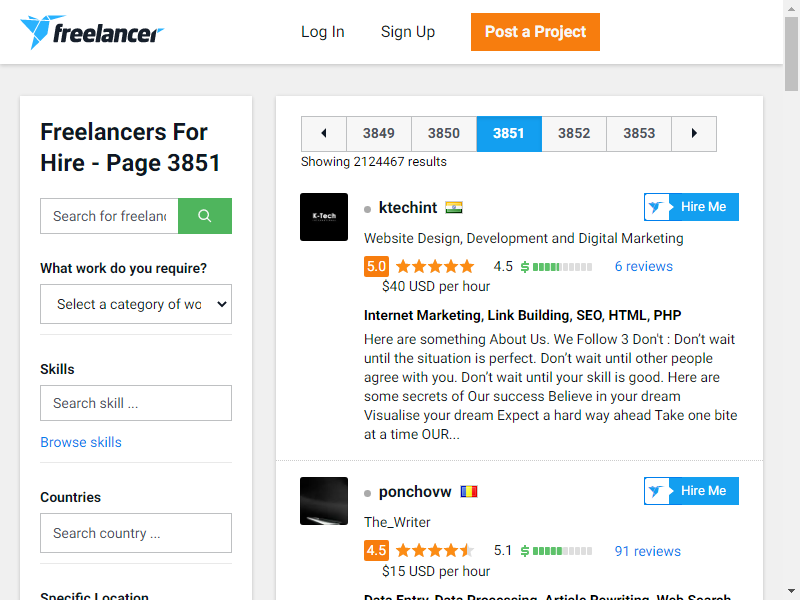 freelancer
Log In
Sign Up
Post a Project
Freelancers For
Hire - Page 3851
Search for freelanc
What work do you require?
Select a category of wo
Skills
Search skill ...
Browse skills
Countries
Search country ...
Specific Location
3849 3850 3851 3852 3853
Showing 2124467 results
K-Tech
ktechint
Hire Me
Website Design, Development and Digital Marketing
5.0 4.5 $ 6 reviews
$40 USD per hour
Internet Marketing, Link Building, SEO, HTML, PHP
Here are something About Us. We Follow 3 Don't : Don’t wait
until the situation is perfect. Don’t wait until other people
agree with you. Don’t wait until your skill is good. Here are
some secrets of Our success Believe in your dream
Visualise your dream Expect a hard way ahead Take one bite
at a time OUR...
ponchovw
Hire Me
The_Writer
4.5 5.1 $ 91 reviews
$15 USD per hour
Data Entry, Data Processing, Article Rewriting, Web Search